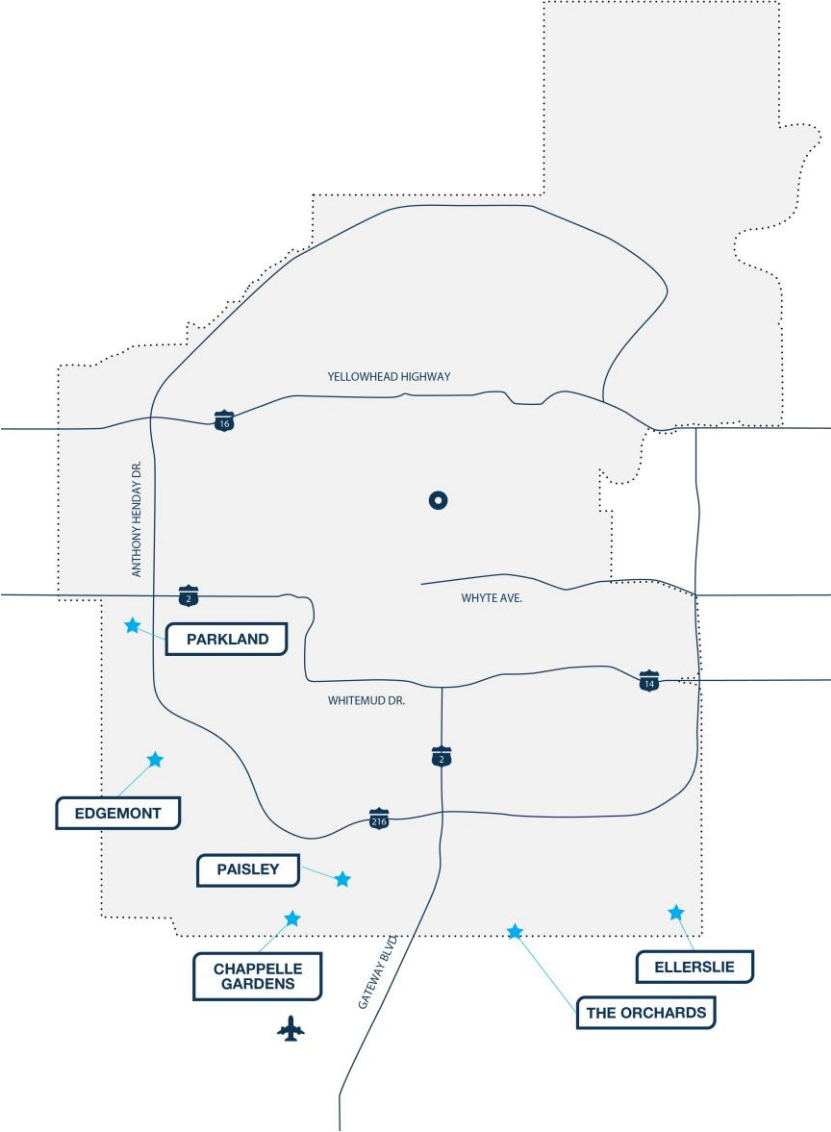 YELLOWHEAD HIGHWAY
16
ANTHONY HENDAY DR.
2
WHYTE AVE.
PARKLAND
14
WHITEMUD DR.
2
EDGEMONT
216
PAISLEY
CHAPPELLE
GARDENS
GATEWAY BLVD.
ELLERSLIE
THE ORCHARDS